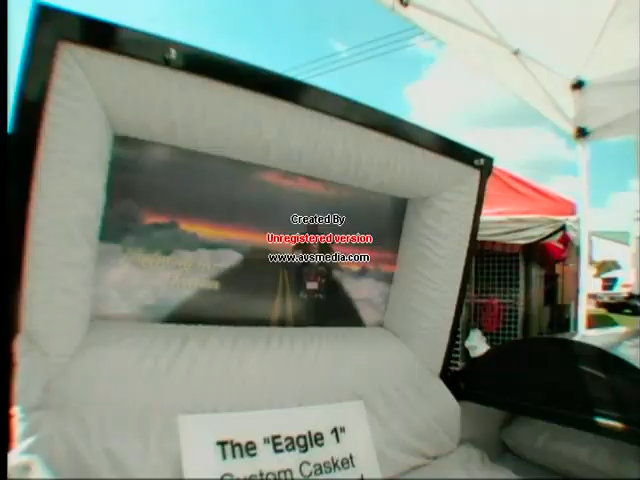 Created By
Unregistered version
www.avsmedia.com
The "Eagle 1"
Custom Casket